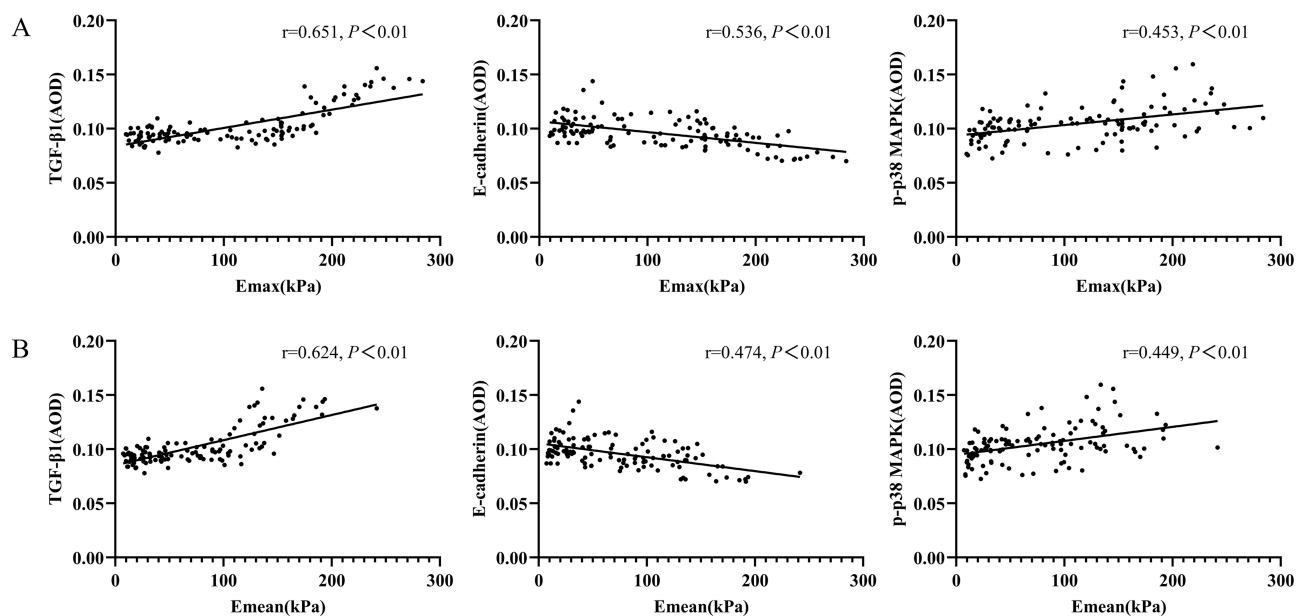 A
r=0.651, P＜0.01
TGF-β1(AOD)
0.20
0.15
0.10
0.05
0.00
0 100 200 300
Emax(kPa)
r=0.536, P＜0.01
E-cadherin(AOD)
0.20
0.15
0.10
0.05
0.00
0 100 200 300
Emax(kPa)
r=0.453, P＜0.01
p-p38 MAPK(AOD)
0.20
0.15
0.10
0.05
0.00
0 100 200 300
Emax(kPa)
B
r=0.624, P＜0.01
TGF-β1(AOD)
0.20
0.15
0.10
0.05
0.00
0 100 200 300
Emean(kPa)
r=0.474, P＜0.01
E-cadherin(AOD)
0.20
0.15
0.10
0.05
0.00
0 100 200 300
Emean(kPa)
r=0.449, P＜0.01
p-p38 MAPK(AOD)
0.20
0.15
0.10
0.05
0.00
0 100 200 300
Emean(kPa)